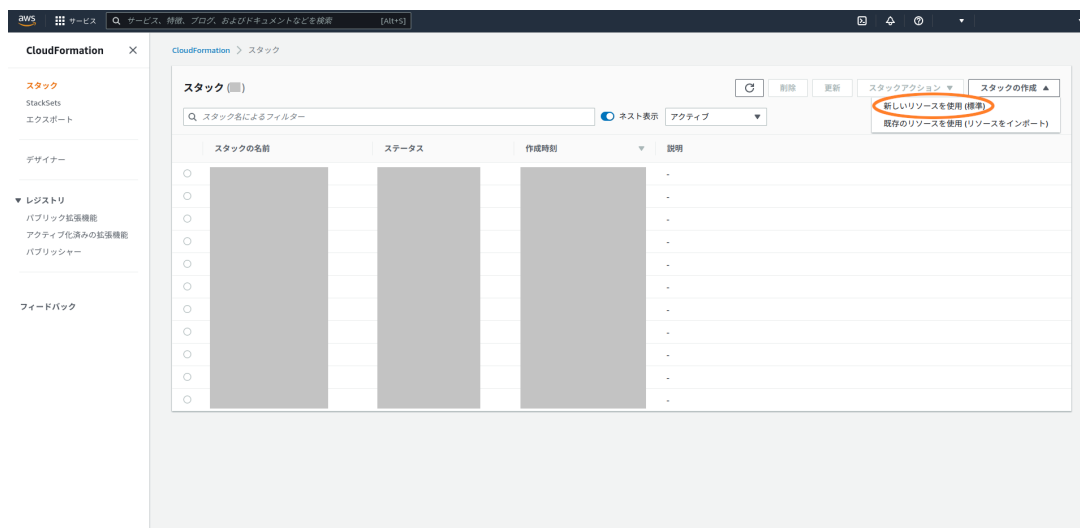 aws サービス サービス、特徴、ブログ、およびドキュメントなどを検索 [Alt+S]
CloudFormation ×
CloudFormation > スタック
スタック
StackSets
エクスポート
デザイナー
▼ レジストリ
パブリック拡張機能
アクティブ化済みの拡張機能
パブリッシャー
フィードバック
スタック ( )
削除 更新 スタックアクション ▼ スタックの作成 ▲
新しいリソースを使用 (標準)
既存のリソースを使用 (リソースをインポート)
スタック名によるフィルター ネスト表示 アクティブ ▼
スタックの名前 ステータス 作成時刻 ▼ 説明
-
-
-
-
-
-
-
-
-
-
-